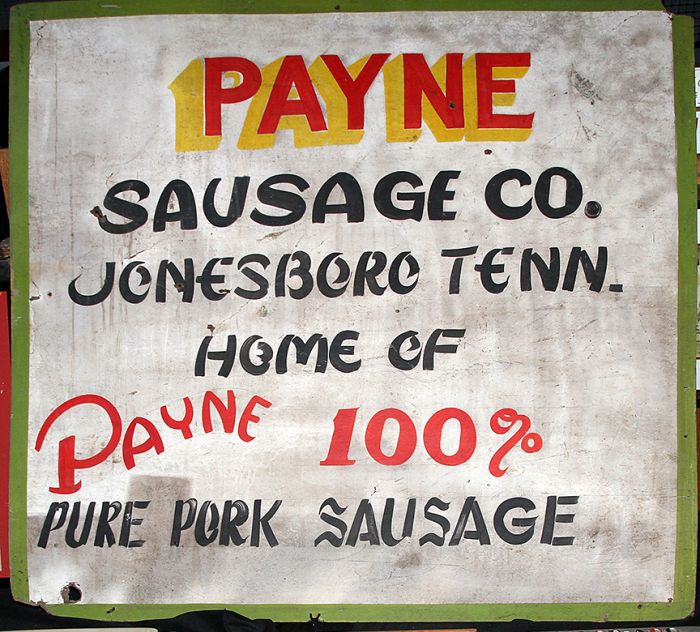 PAYNE
SAUSAGE CO.
JONESBORO TENN.
HOME OF
PAYNE 100%
PURE PORK SAUSAGE